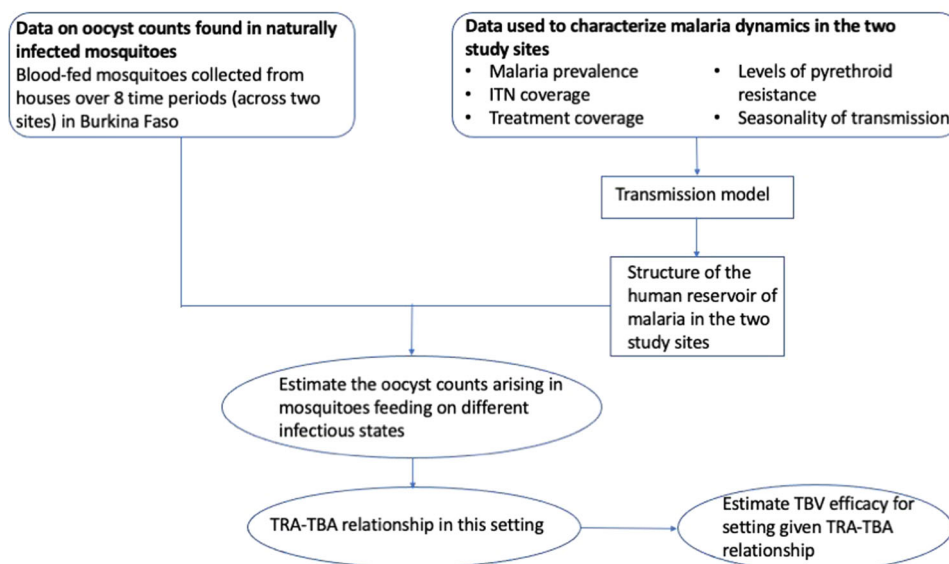 Data on oocyst counts found in naturally
infected mosquitoes
Blood-fed mosquitoes collected from
houses over 8 time periods (across two
sites) in Burkina Faso
Data used to characterize malaria dynamics in the two
study sites
• Malaria prevalence
• ITN coverage
• Treatment coverage
• Levels of pyrethroid
resistance
• Seasonality of transmission
Transmission model
Structure of the
human reservoir of
malaria in the two
study sites
Estimate the oocyst counts arising in
mosquitoes feeding on different
infectious states
TRA-TBA relationship in this setting
Estimate TBV efficacy for
setting given TRA-TBA
relationship